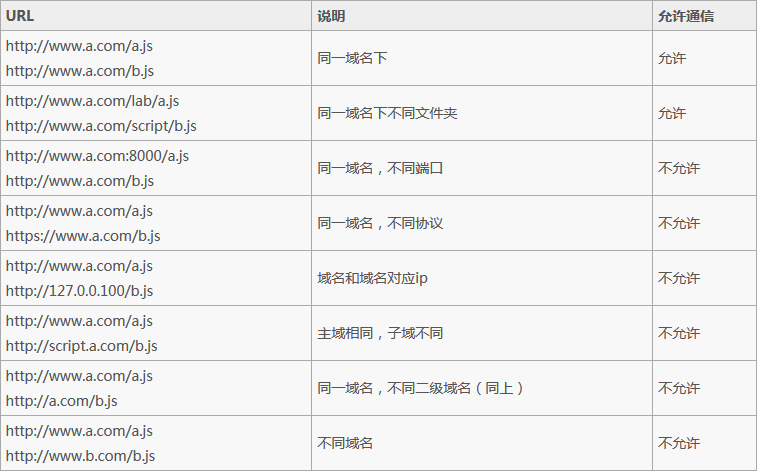 URL 说明 允许通信
http://www.a.com/a.js
http://www.a.com/b.js
同一域名下
允许
http://www.a.com/lab/a.js
http://www.a.com/script/b.js
同一域名下不同文件夹
允许
http://www.a.com:8000/a.js
http://www.a.com/b.js
同一域名，不同端口
不允许
http://www.a.com/a.js
https://www.a.com/b.js
同一域名，不同协议
不允许
http://www.a.com/a.js
http://127.0.0.100/b.js
域名和域名对应ip
不允许
http://www.a.com/a.js
http://script.a.com/b.js
主域相同，子域不同
不允许
http://www.a.com/a.js
http://a.com/b.js
同一域名，不同二级域名（同上）
不允许
http://www.a.com/a.js
http://www.b.com/b.js
不同域名
不允许